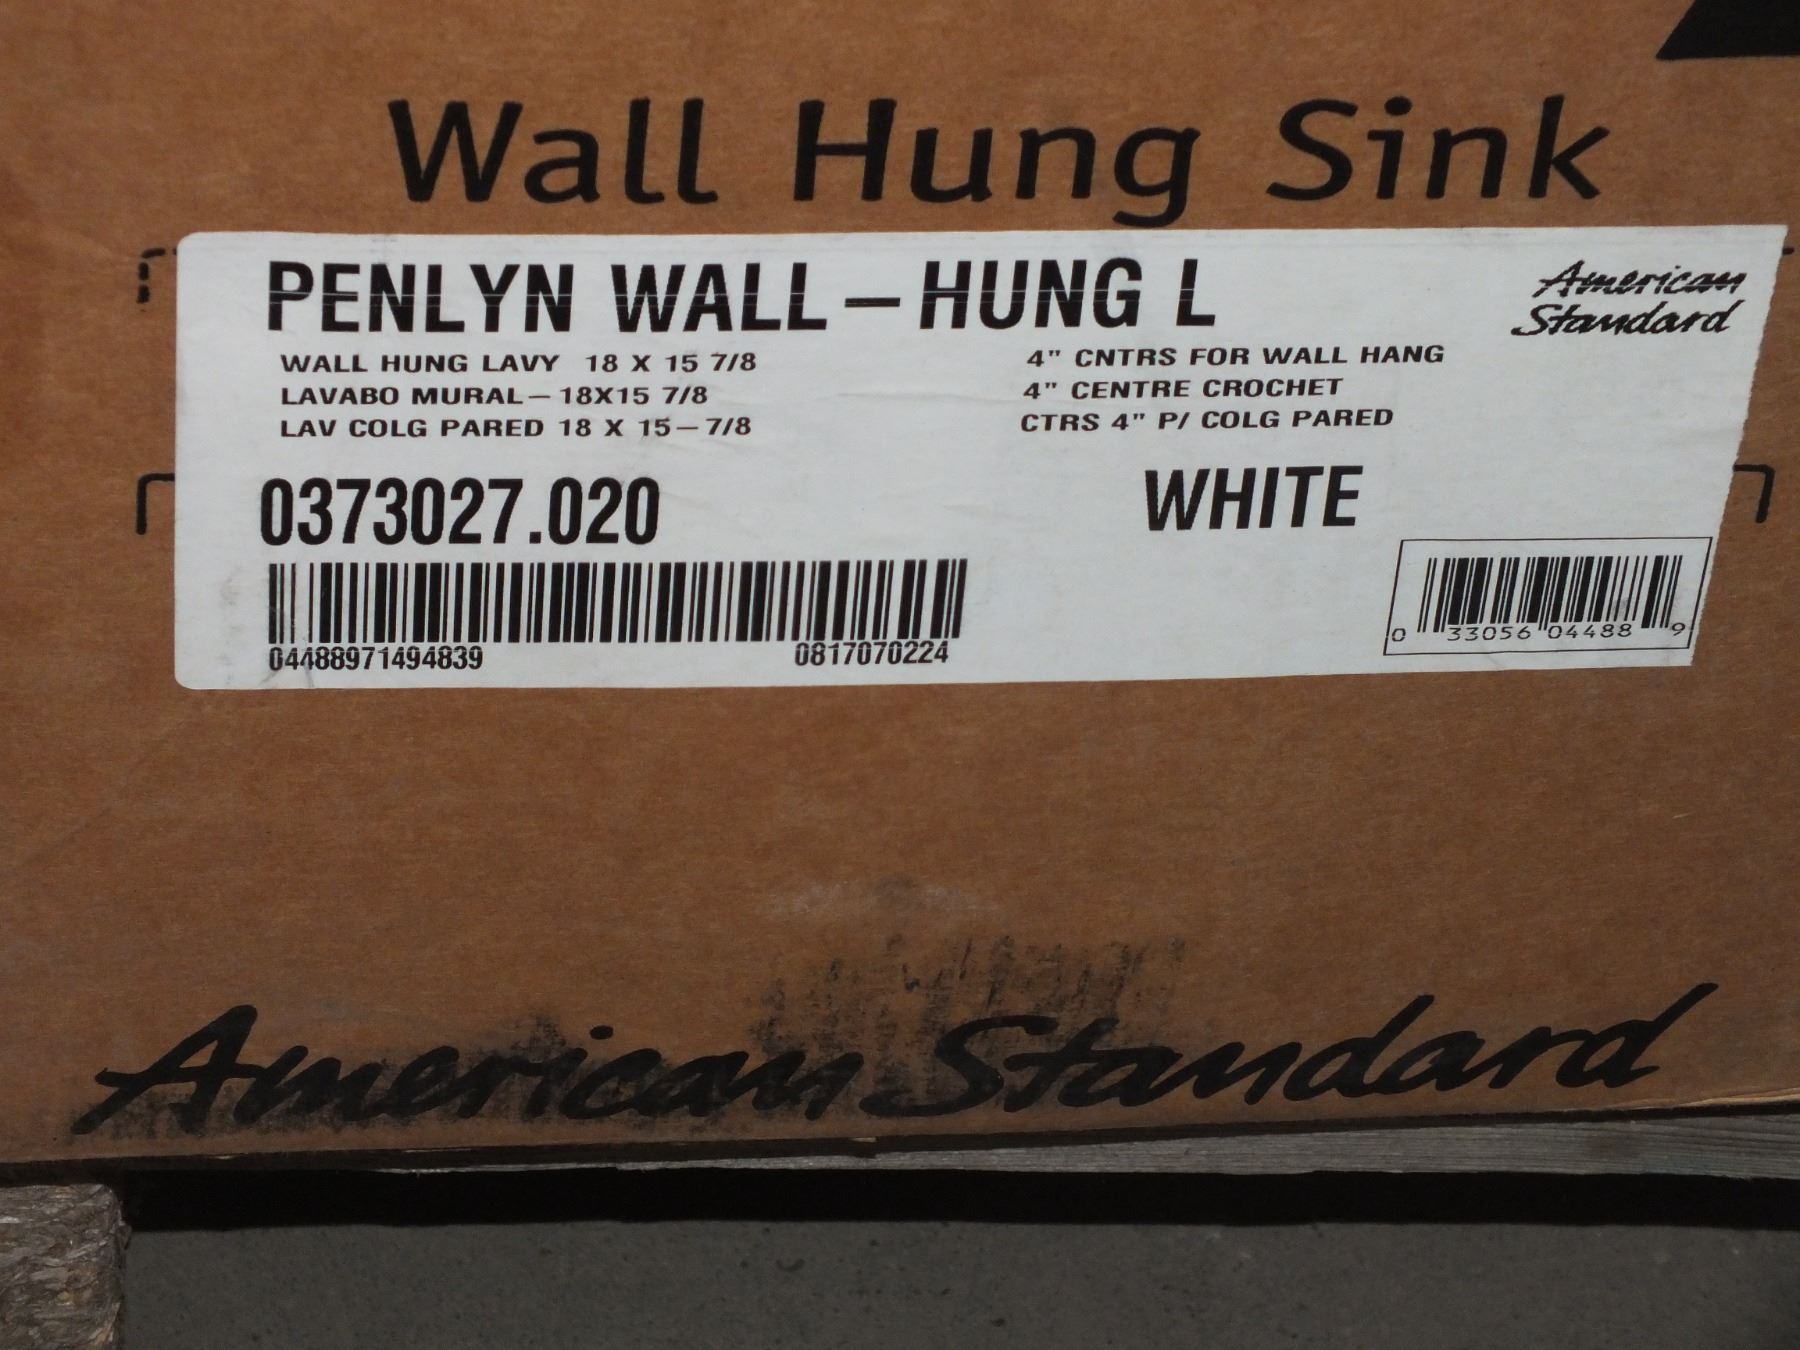 Wall Hung Sink
PENLYN WALL-HUNG L
American
Standard
WALL HUNG LAVY 18 X 15 7/8
LAVABO MURAL-18X15 7/8
LAV COLG PARED 18 X 15-7/8
4" CNTRS FOR WALL HANG
4" CENTRE CROCHET
CTRS 4" P/ COLG PARED
0373027.020
WHITE
04488971494839
0817070224
0 33056 04488 9
American Standard